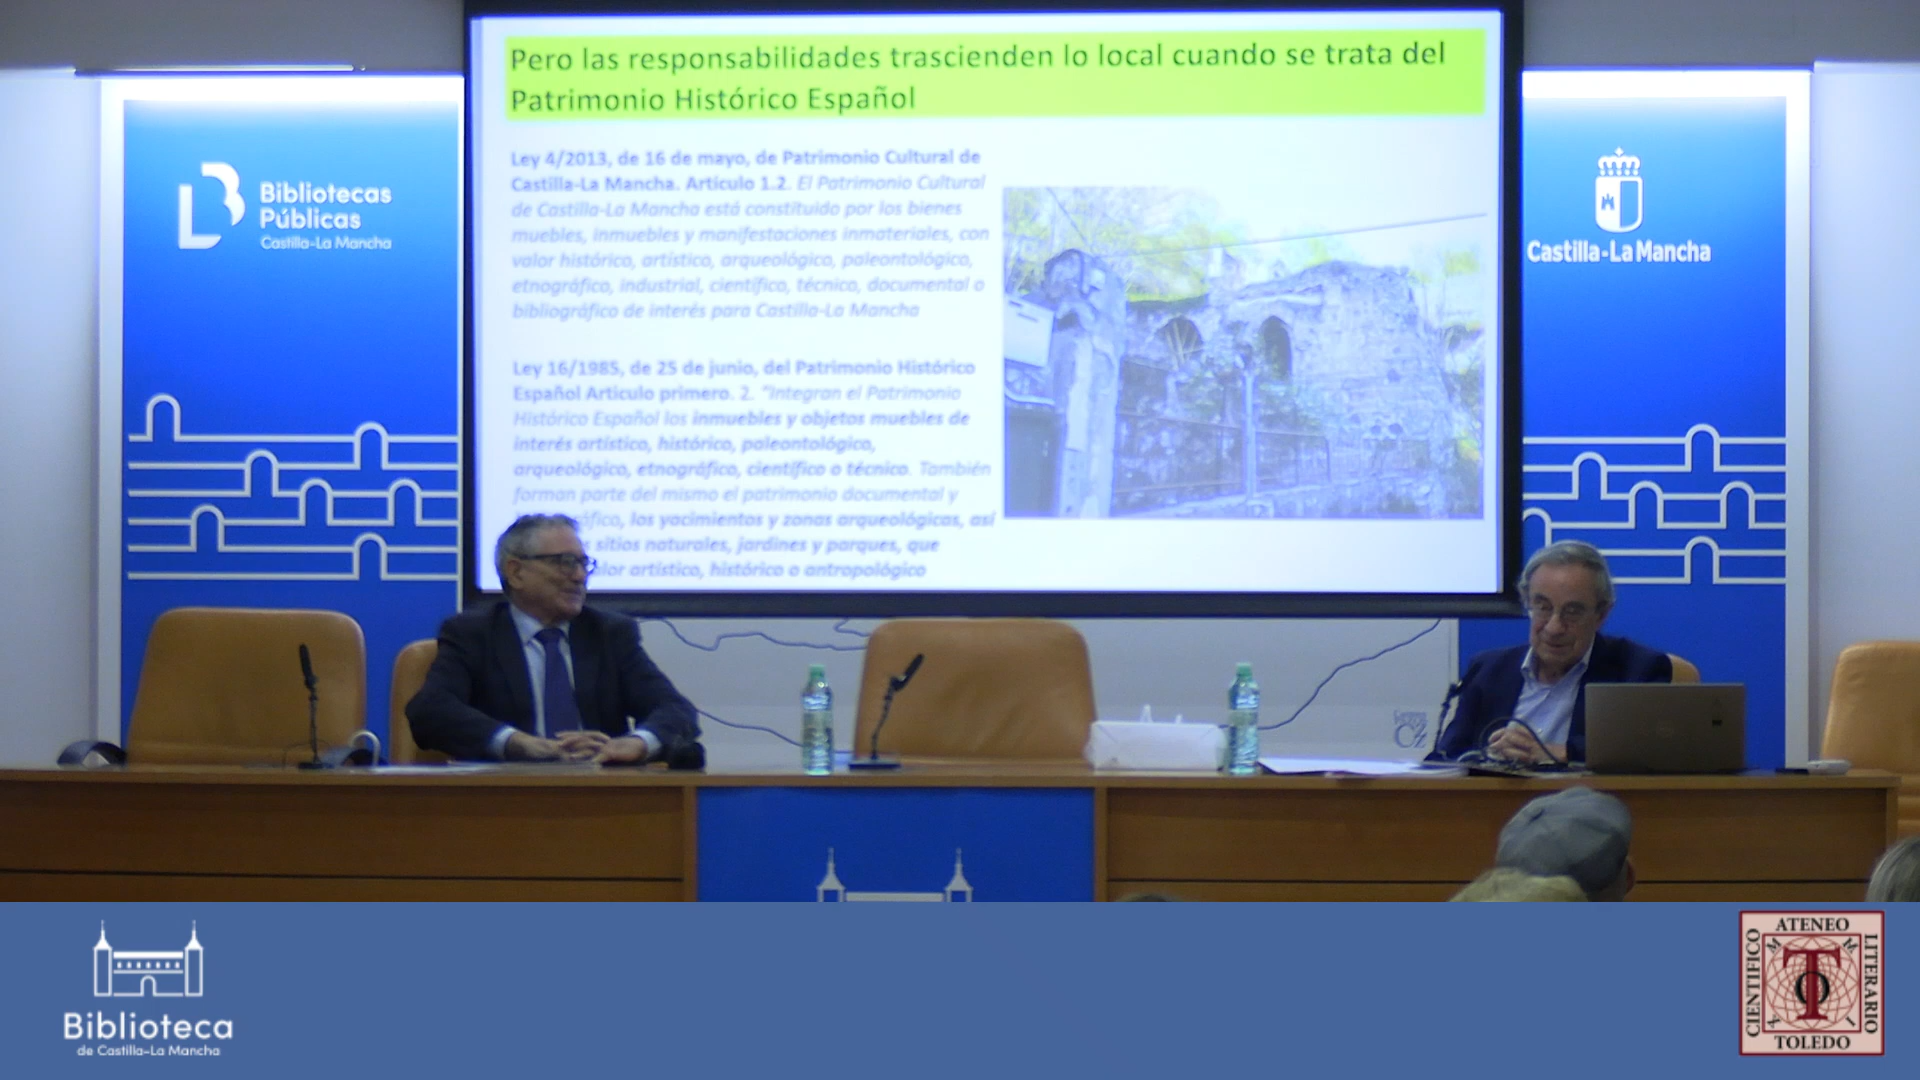 Pero las responsabilidades trascienden lo local cuando se trata del
Patrimonio Histórico Español
Ley 4/2013, de 16 de mayo, de Patrimonio Cultural de
Castilla-La Mancha. Artículo 1.2. El Patrimonio Cultural
de Castilla-La Mancha está constituido por los bienes
muebles, inmuebles y manifestaciones inmateriales, con
valor histórico, artístico, arqueológico, paleontológico,
etnográfico, industrial, científico, técnico, documental o
bibliográfico de interés para Castilla-La Mancha
Ley 16/1985, de 25 de junio, del Patrimonio Histórico
Español Artículo primero. 2. "Integran el Patrimonio
Histórico Español los inmuebles y objetos muebles de
interés artístico, histórico, paleontológico,
arqueológico, etnográfico, científico o técnico. También
forman parte del mismo el patrimonio documental y
los yacimientos y zonas arqueológicas, así
sitios naturales, jardines y parques, que
artístico, histórico o antropológico
Bibliotecas
Públicas
Castilla-La Mancha
Castilla-La Mancha
Biblioteca
de Castilla-La Mancha
CIENTÍFICO
ATENEO
LITERARIO
TOLEDO